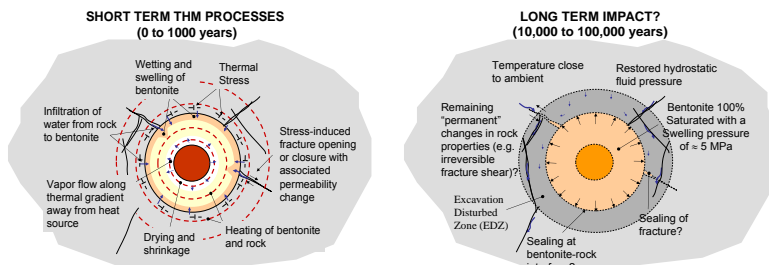 SHORT TERM THM PROCESSES
(0 to 1000 years)
Wetting and
swelling of
bentonite
Thermal
Stress
Infiltration of
water from rock
to bentonite
Stress-induced
fracture opening
or closure with
associated
permeability
change
Vapor flow along
thermal gradient
away from heat
source
Drying and
shrinkage
Heating of bentonite
and rock
LONG TERM IMPACT?
(10,000 to 100,000 years)
Temperature close
to ambient
Restored hydrostatic
fluid pressure
Remaining
“permanent”
changes in rock
properties (e.g.
irreversible
fracture shear)?
Bentonite 100%
Saturated with a
Swelling pressure
of ≈ 5 MPa
Excavation
Disturbed
Zone (EDZ)
Sealing of
fracture?
Sealing at
bentonite-rock